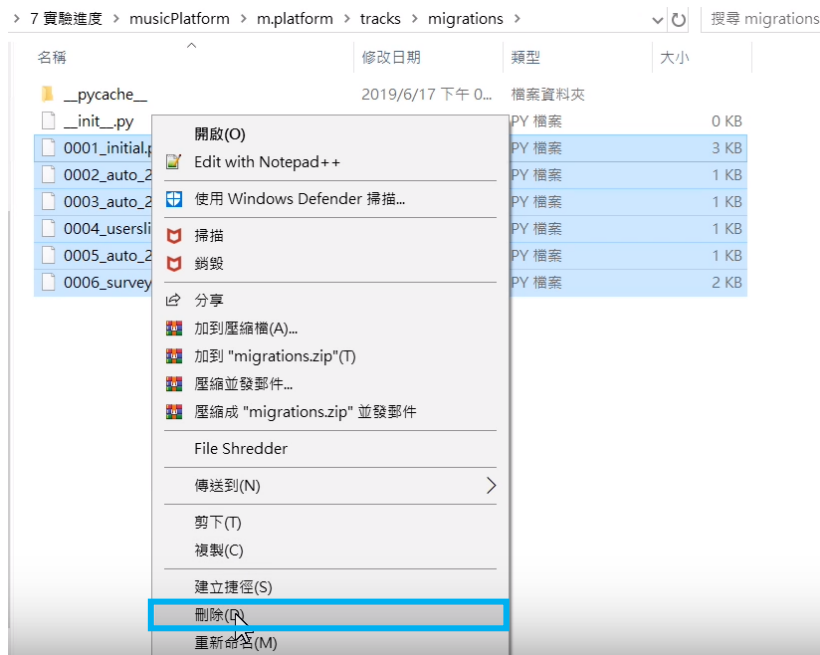 7 實驗進度 > musicPlatform > m.platform > tracks > migrations >
搜尋 migrations
名稱 修改日期 類型 大小
__pycache__ 2019/6/17 下午 0... 檔案資料夾
__init__.py PY 檔案 0 KB
0001_initial.p PY 檔案 3 KB
0002_auto_2 PY 檔案 1 KB
0003_auto_2 PY 檔案 1 KB
0004_usersli PY 檔案 1 KB
0005_auto_2 PY 檔案 1 KB
0006_survey PY 檔案 2 KB
開啟(O)
Edit with Notepad++
使用 Windows Defender 掃描...
掃描
銷毀
分享
加到壓縮檔(A)...
加到 "migrations.zip"(T)
壓縮並發郵件...
壓縮成 "migrations.zip" 並發郵件
File Shredder
傳送到(N)
剪下(T)
複製(C)
建立捷徑(S)
刪除(D)
重新命名(M)